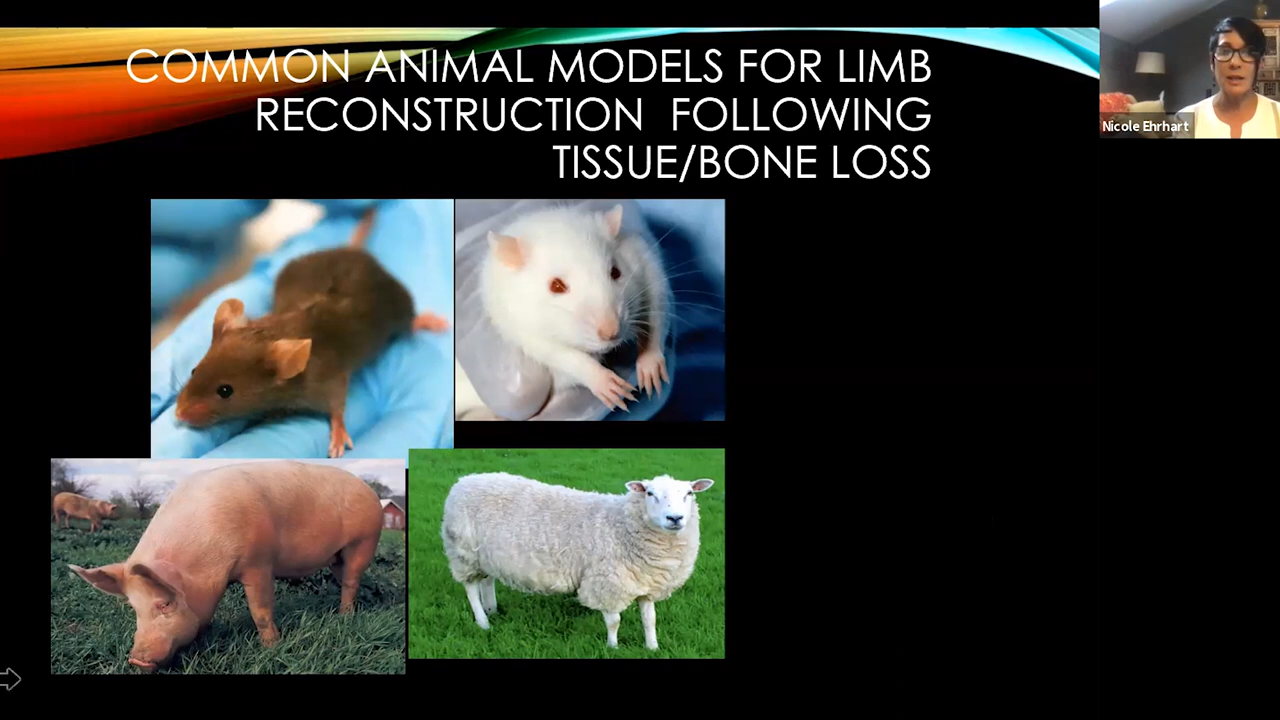 COMMON ANIMAL MODELS FOR LIMB
RECONSTRUCTION FOLLOWING
TISSUE/BONE LOSS
Nicole Ehrhart